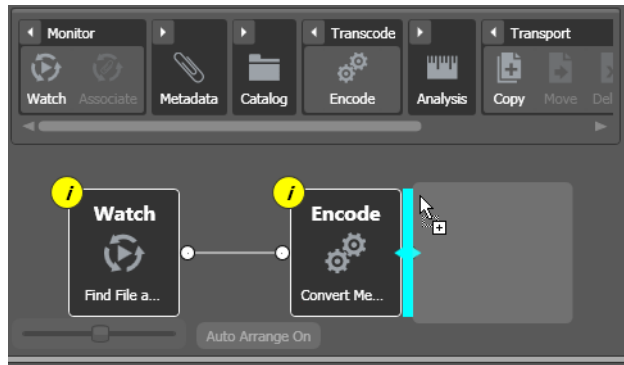 Monitor
Transcode
Transport
Watch
Associate
Metadata
Catalog
Encode
Analysis
Copy
Move
Del
i
i
Watch
Encode
Find File a...
Convert Me...
Auto Arrange On